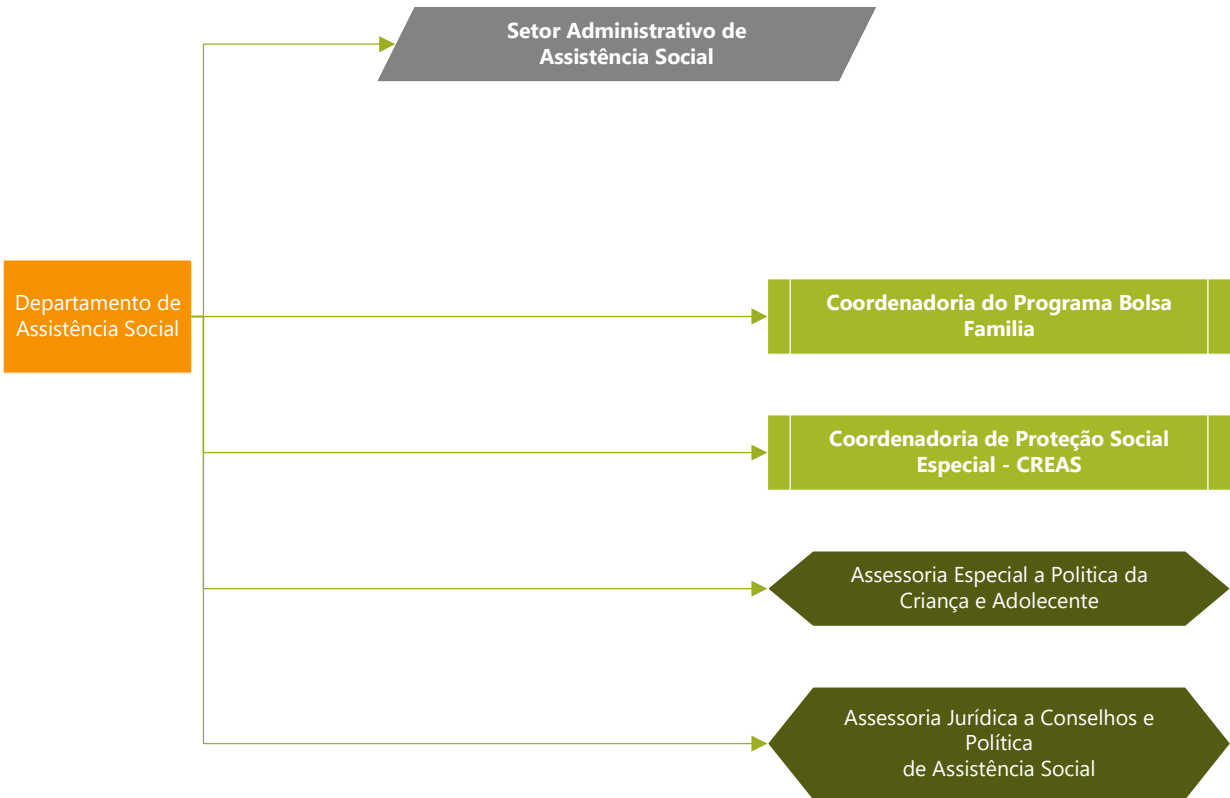 Setor Administrativo de
Assistência Social
Departamento de
Assistência Social
Coordenadoria do Programa Bolsa
Familia
Coordenadoria de Proteção Social
Especial - CREAS
Assessoria Especial a Politica da
Criança e Adolecente
Assessoria Jurídica a Conselhos e
Política
de Assistência Social